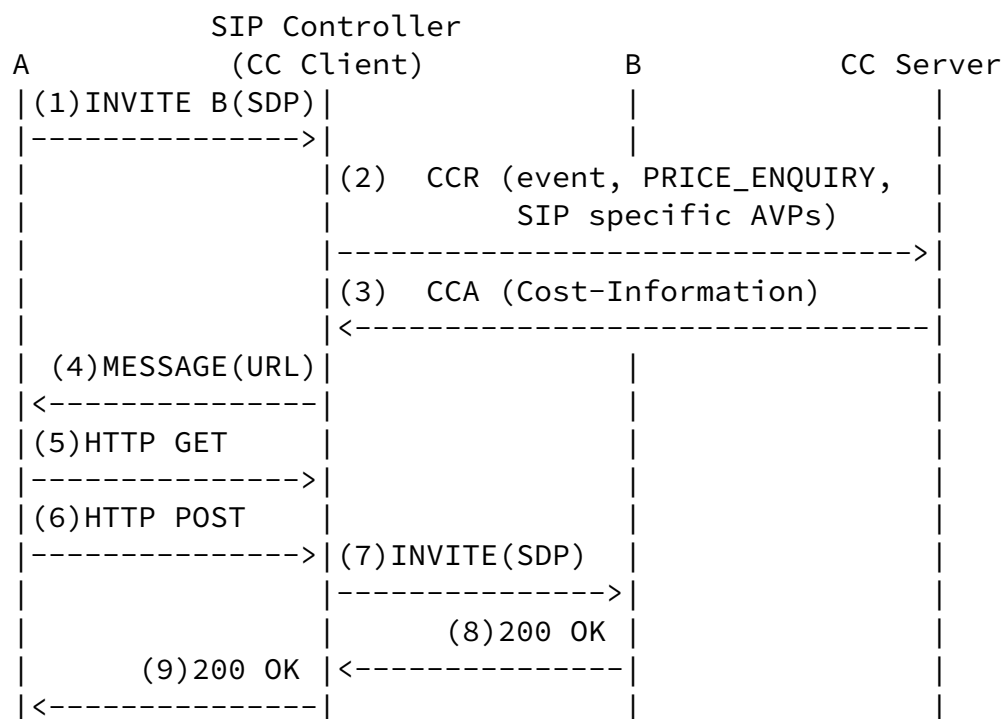 SIP Controller
A (CC Client) B CC Server
(1)INVITE B(SDP)
(2) CCR (event, PRICE_ENQUIRY,
SIP specific AVPs)
(3) CCA (Cost-Information)
(4)MESSAGE(URL)
(5)HTTP GET
(6)HTTP POST
(7)INVITE(SDP)
(8)200 OK
(9)200 OK